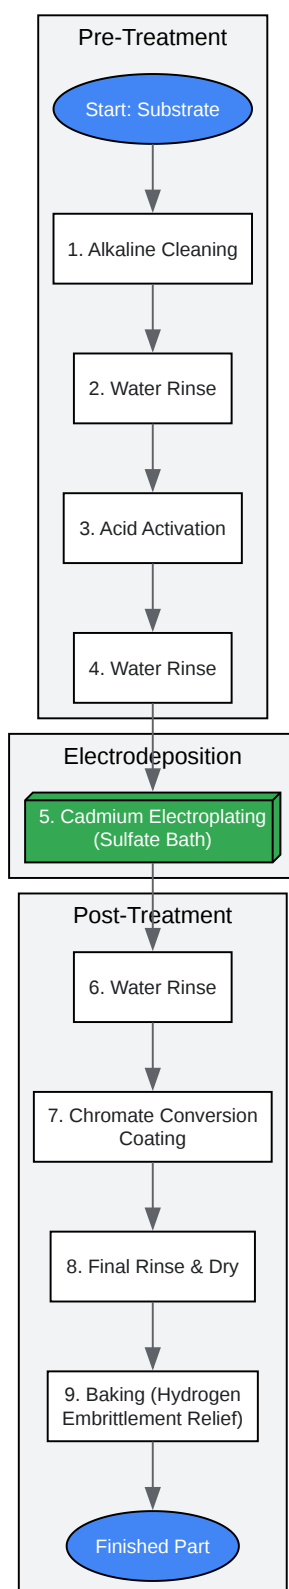 Pre-Treatment
Start: Substrate
1. Alkaline Cleaning
2. Water Rinse
3. Acid Activation
4. Water Rinse
Electrodeposition
5. Cadmium Electroplating
(Sulfate Bath)
Post-Treatment
6. Water Rinse
7. Chromate Conversion
Coating
8. Final Rinse & Dry
9. Baking (Hydrogen
Embrittlement Relief)
Finished Part